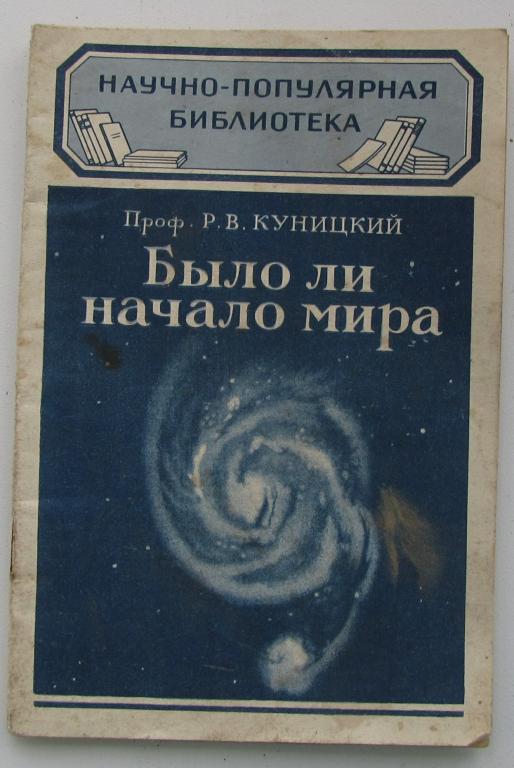 НАУЧНО-ПОПУЛЯРНАЯ
БИБЛИОТЕКА
Проф. Р. В. КУНИЦКИЙ
Было ли
начало мира